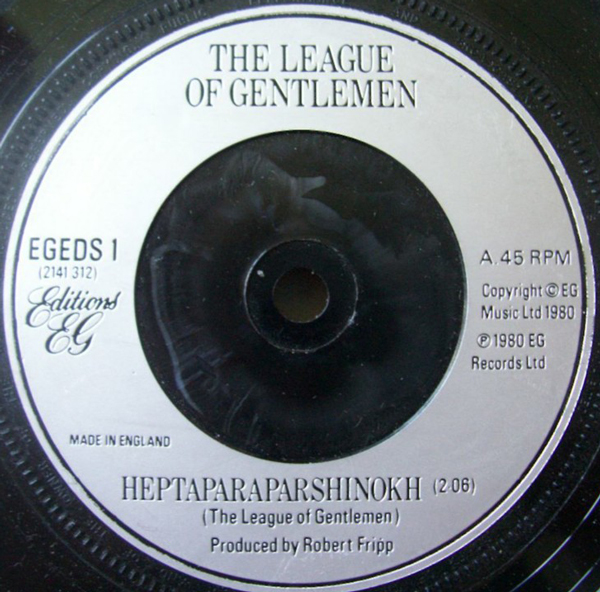 THE LEAGUE
OF GENTLEMEN
EGEDS 1
(2141 312)
Editions
EG
A. 45 RPM
Copyright © EG
Music Ltd 1980
℗ 1980 EG
Records Ltd
MADE IN ENGLAND
HEPTAPARAPARSHINOKH (2·06)
(The League of Gentlemen)
Produced by Robert Fripp